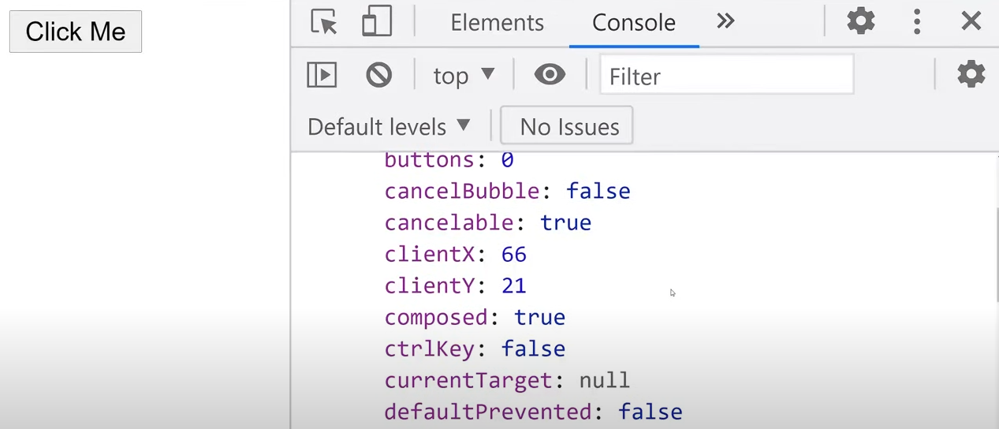 Click Me
Elements Console
top Filter
Default levels No Issues
buttons: 0
cancelBubble: false
cancelable: true
clientX: 66
clientY: 21
composed: true
ctrlKey: false
currentTarget: null
defaultPrevented: false